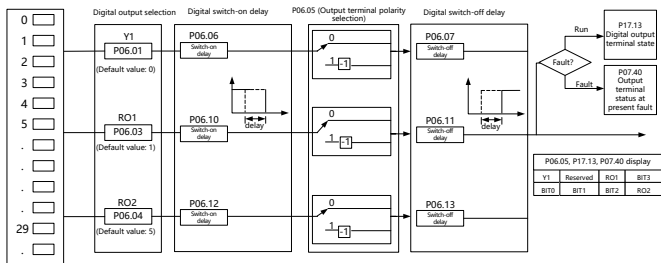 Digital output selection
Digital switch-on delay
P06.05 (Output terminal polarity
selection)
Digital switch-off delay
0
1
2
3
4
5
.
.
.
.
29
.
Y1
P06.01
(Default value: 0)
RO1
P06.03
(Default value: 1)
RO2
P06.04
(Default value: 5)
P06.06
Switch-on
delay
P06.10
Switch-on
delay
P06.12
Switch-on
delay
delay
0
1
-1
0
1
-1
0
1
-1
P06.07
Switch-off
delay
P06.11
Switch-off
delay
P06.13
Switch-off
delay
delay
Run
Fault?
Fault
P17.13
Digital output
terminal state
P07.40
Output
terminal
status at
present fault
P06.05, P17.13, P07.40 display
Y1 Reserved RO1 BIT3
BIT0 BIT1 BIT2 RO2